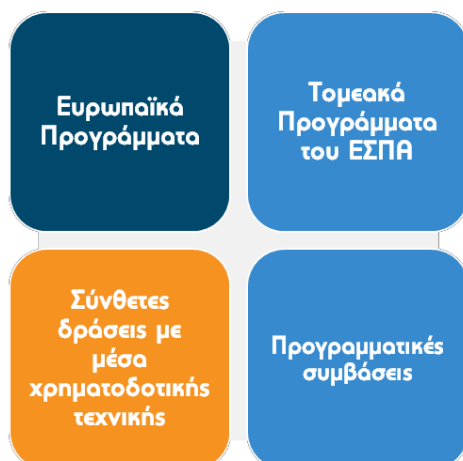 Ευρωπαϊκά
Προγράμματα
Τομεακά
Προγράμματα
του ΕΣΠΑ
Σύνθετες
δράσεις με
μέσα
χρηματοδοτικής
τεχνικής
Προγραμματικές
συμβάσεις